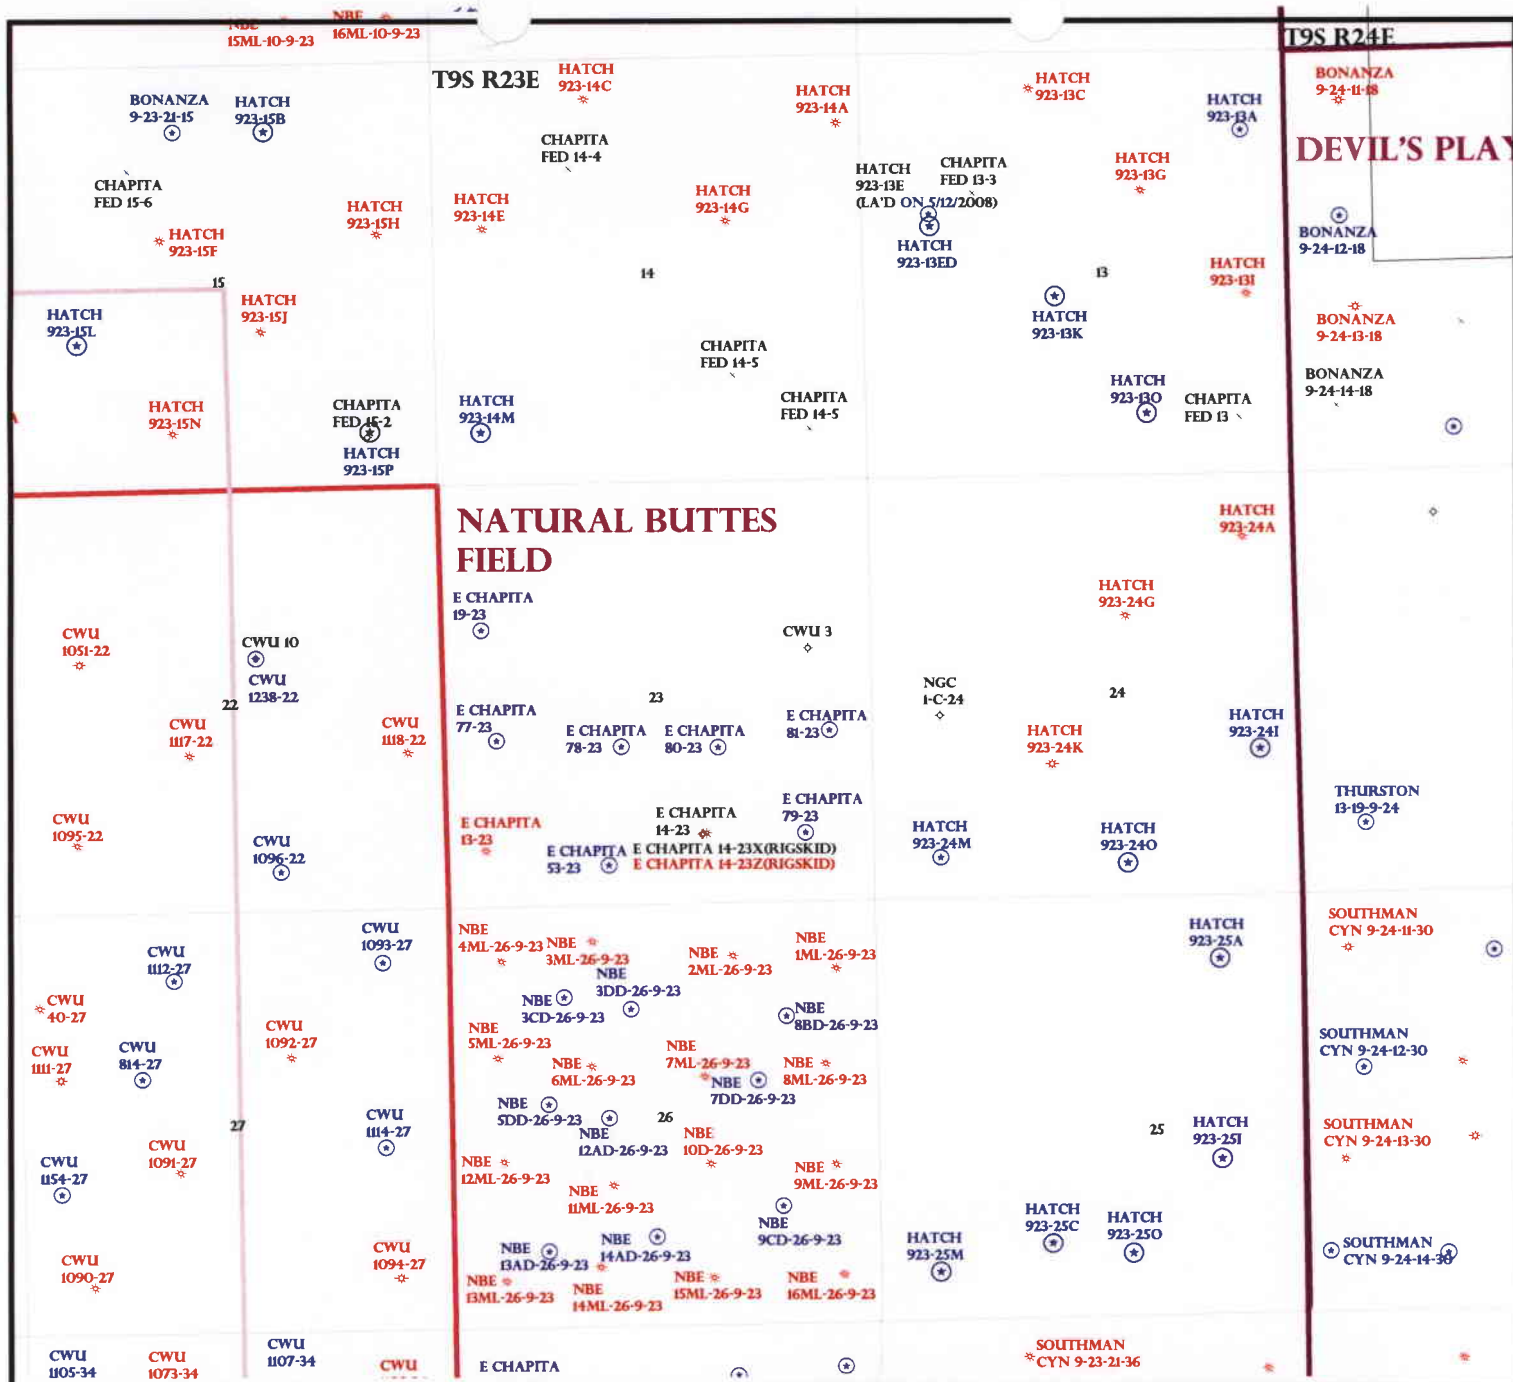 NBE
15ML-10-9-23
NBE
16ML-10-9-23
T9S R23E
T9S R24E
BONANZA
9-23-21-15
HATCH
923-15B
HATCH
923-14C
HATCH
923-14A
HATCH
923-13C
HATCH
923-13A
BONANZA
9-24-11-18
DEVIL'S PLAY
CHAPITA
FED 15-6
CHAPITA
FED 14-4
HATCH
923-13E
(LA'D ON 5/12/2008)
CHAPITA
FED 13-3
HATCH
923-13G
HATCH
923-15F
HATCH
923-15H
HATCH
923-14E
HATCH
923-14G
HATCH
923-13ED
BONANZA
9-24-12-18
15
14
13
HATCH
923-13I
HATCH
923-15L
HATCH
923-15J
HATCH
923-13K
BONANZA
9-24-13-18
CHAPITA
FED 14-5
HATCH
923-15N
CHAPITA
FED 15-2
HATCH
923-15P
HATCH
923-14M
CHAPITA
FED 14-5
HATCH
923-13O
CHAPITA
FED 13
BONANZA
9-24-14-18
NATURAL BUTTES
FIELD
HATCH
923-24A
E CHAPITA
19-23
HATCH
923-24G
CWU
1051-22
CWU 10
CWU
1238-22
CWU 3
22
23
24
NGC
1-C-24
CWU
1117-22
CWU
1118-22
E CHAPITA
77-23
E CHAPITA
78-23
E CHAPITA
80-23
E CHAPITA
81-23
HATCH
923-24K
HATCH
923-24I
CWU
1095-22
CWU
1096-22
E CHAPITA
13-23
E CHAPITA
53-23
E CHAPITA
14-23
E CHAPITA 14-23X(RIGSKID)
E CHAPITA 14-23Z(RIGSKID)
E CHAPITA
79-23
HATCH
923-24M
HATCH
923-24O
THURSTON
13-19-9-24
CWU
1112-27
CWU
1093-27
NBE
4ML-26-9-23
NBE
3ML-26-9-23
NBE
2ML-26-9-23
NBE
1ML-26-9-23
HATCH
923-25A
SOUTHMAN
CYN 9-24-11-30
CWU
40-27
NBE
3CD-26-9-23
NBE
3DD-26-9-23
NBE
8BD-26-9-23
CWU
1111-27
CWU
814-27
CWU
1092-27
NBE
5ML-26-9-23
NBE
6ML-26-9-23
NBE
7ML-26-9-23
NBE
7DD-26-9-23
NBE
8ML-26-9-23
SOUTHMAN
CYN 9-24-12-30
27
CWU
1114-27
NBE
5DD-26-9-23
NBE
12AD-26-9-23
26
NBE
10D-26-9-23
25
HATCH
923-25I
SOUTHMAN
CYN 9-24-13-30
CWU
1154-27
CWU
1091-27
NBE
12ML-26-9-23
NBE
11ML-26-9-23
NBE
9ML-26-9-23
NBE
9CD-26-9-23
HATCH
923-25C
HATCH
923-25O
CWU
1090-27
CWU
1094-27
NBE
13AD-26-9-23
NBE
14AD-26-9-23
HATCH
923-25M
SOUTHMAN
CYN 9-24-14-30
NBE
13ML-26-9-23
NBE
14ML-26-9-23
NBE
15ML-26-9-23
NBE
16ML-26-9-23
CWU
1105-34
CWU
1073-34
CWU
1107-34
CWU
E CHAPITA
SOUTHMAN
CYN 9-23-21-36